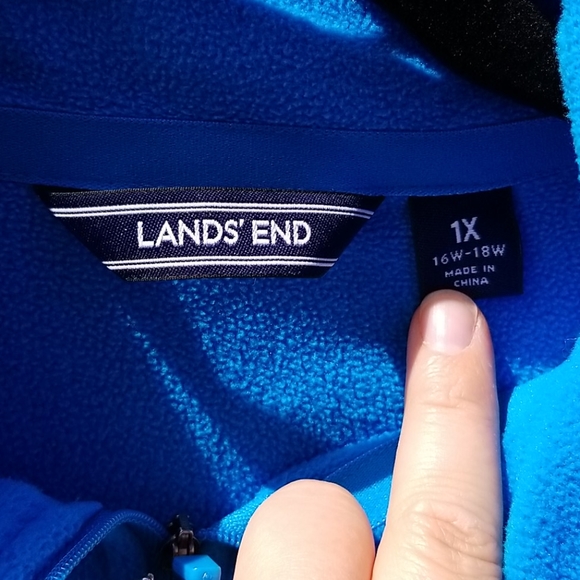 LANDS' END
1X
16W-18W
MADE IN
CHINA